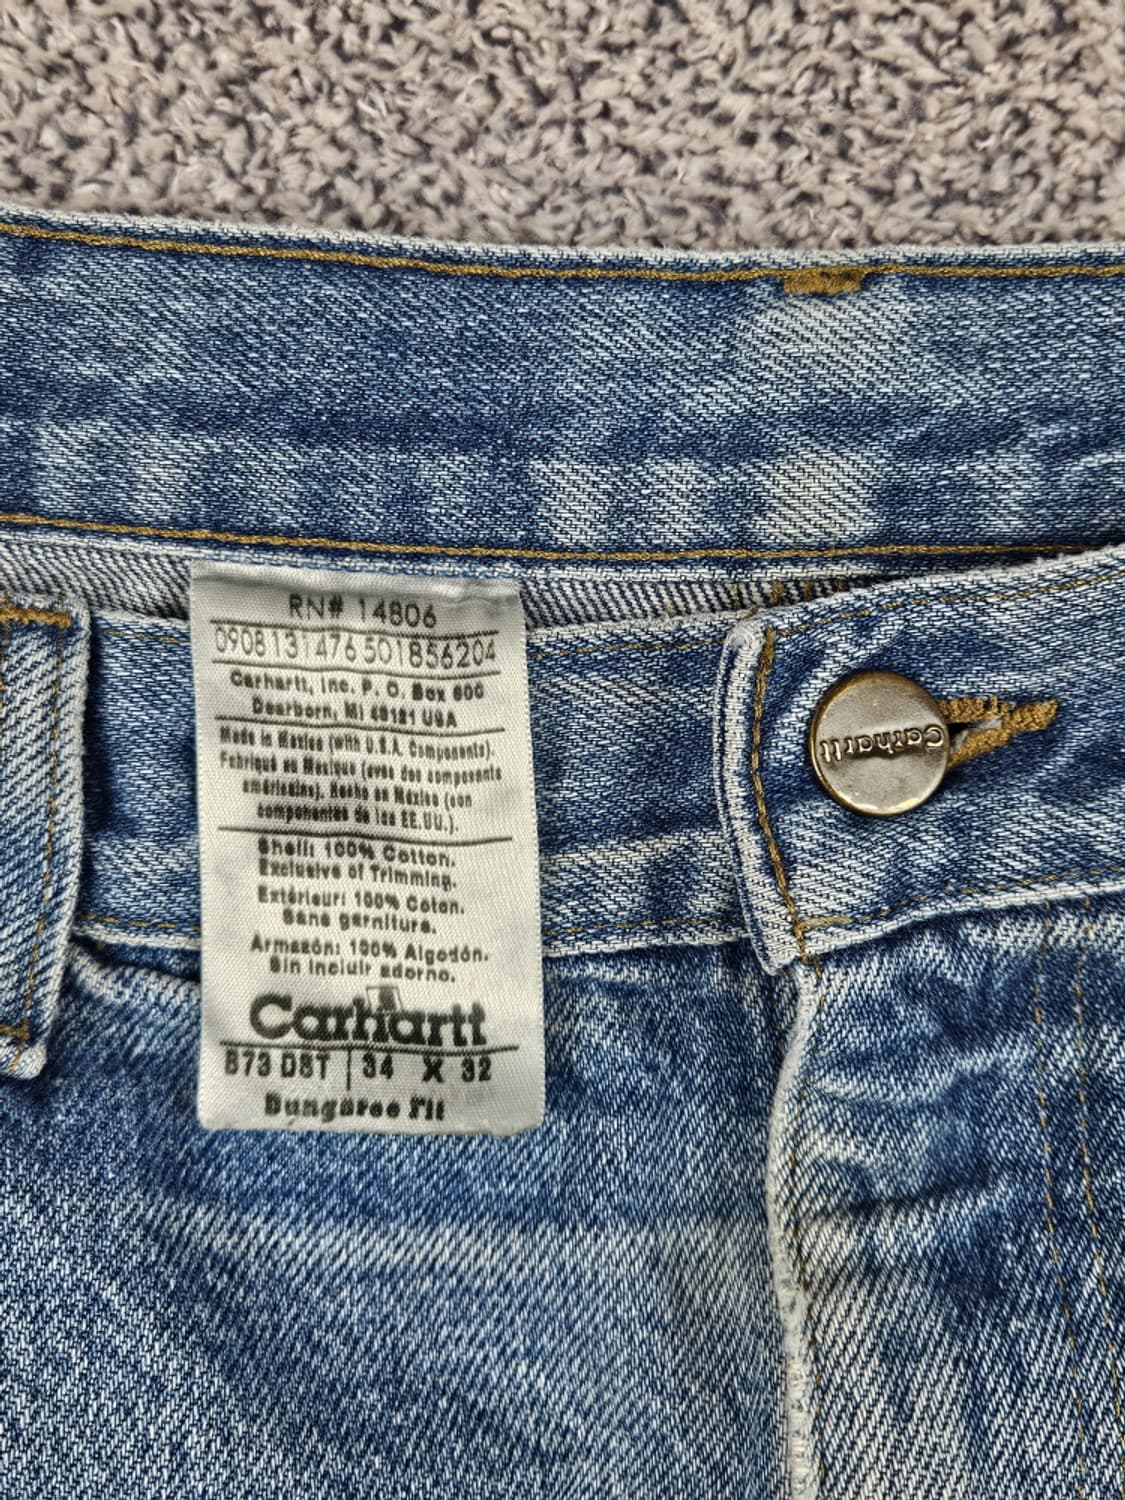 RN# 14806
0908131476501856204
Carhartt, Inc. P. O. Box 600
Dearborn, MI 48121 USA
Made in Mexico (with U.S.A. Components).
Fabriqué au Mexique (avec des composants
américains). Hecho en México (con
componentes de los EE.UU.).
Shell: 100% Cotton.
Exclusive of Trimming.
Extérieur: 100% Coton.
Sans garniture.
Armazón: 100% Algodón.
Sin incluir adorno.
Carhartt
B73 DST | 34 X 32
Dungaree Fit
Carhartt